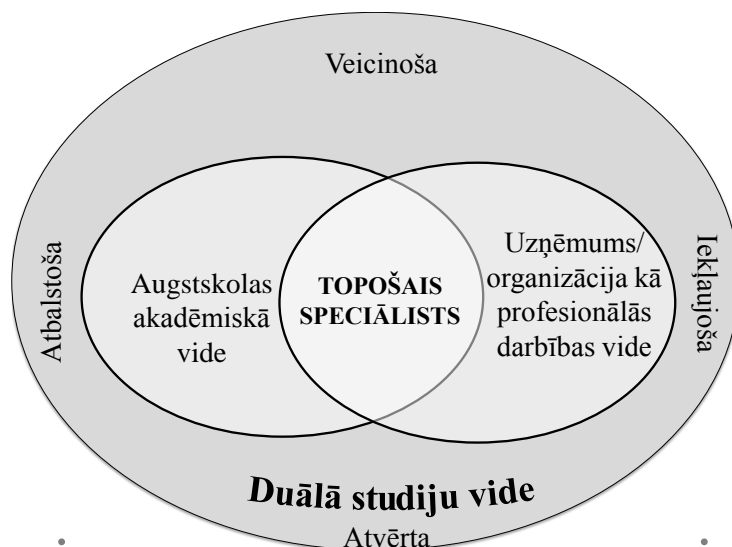 Veicinoša
Atbalstoša
Augstskolas
akadēmiskā
vide
TOPOŠAIS
SPECIĀLISTS
Uzņēmums/
organizācija kā
profesionālās
darbības vide
Iekļaujoša
Duālā studiju vide
Atvērta